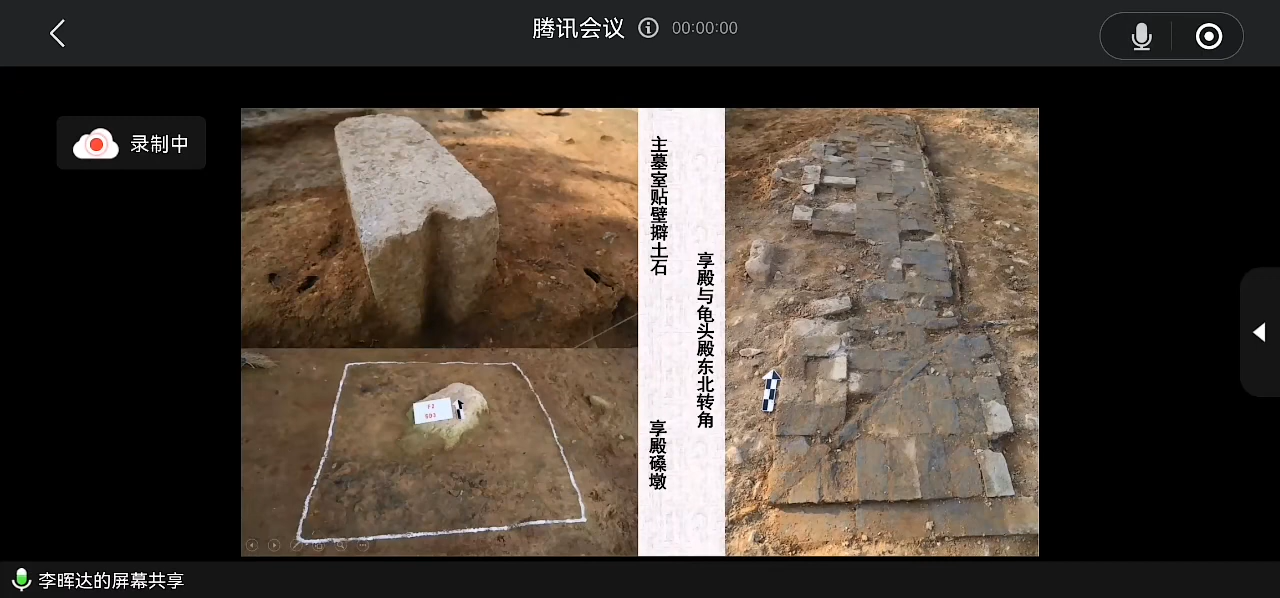 腾讯会议 00:00:00
录制中
主墓室贴壁擗土石
享殿与龟头殿东北转角
享殿磉墩
李晖达的屏幕共享